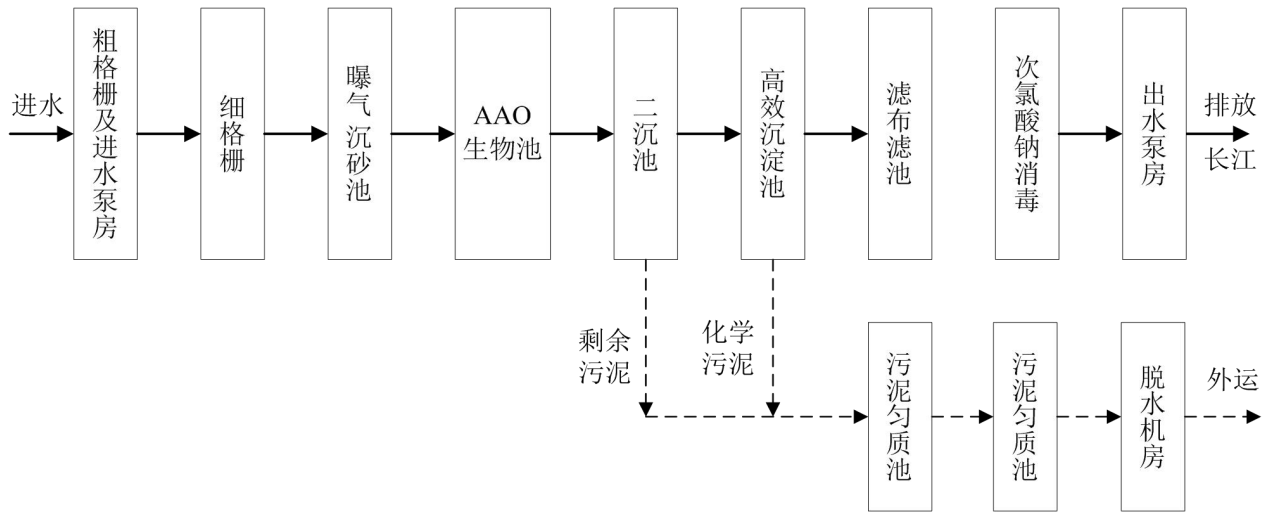 进水
粗格栅及进水泵房
细格栅
曝气沉砂池
AAO
生物池
二沉池
高效沉淀池
滤布滤池
次氯酸钠消毒
出水泵房
排放
长江
剩余
污泥
化学
污泥
污泥匀质池
污泥匀质池
脱水机房
外运